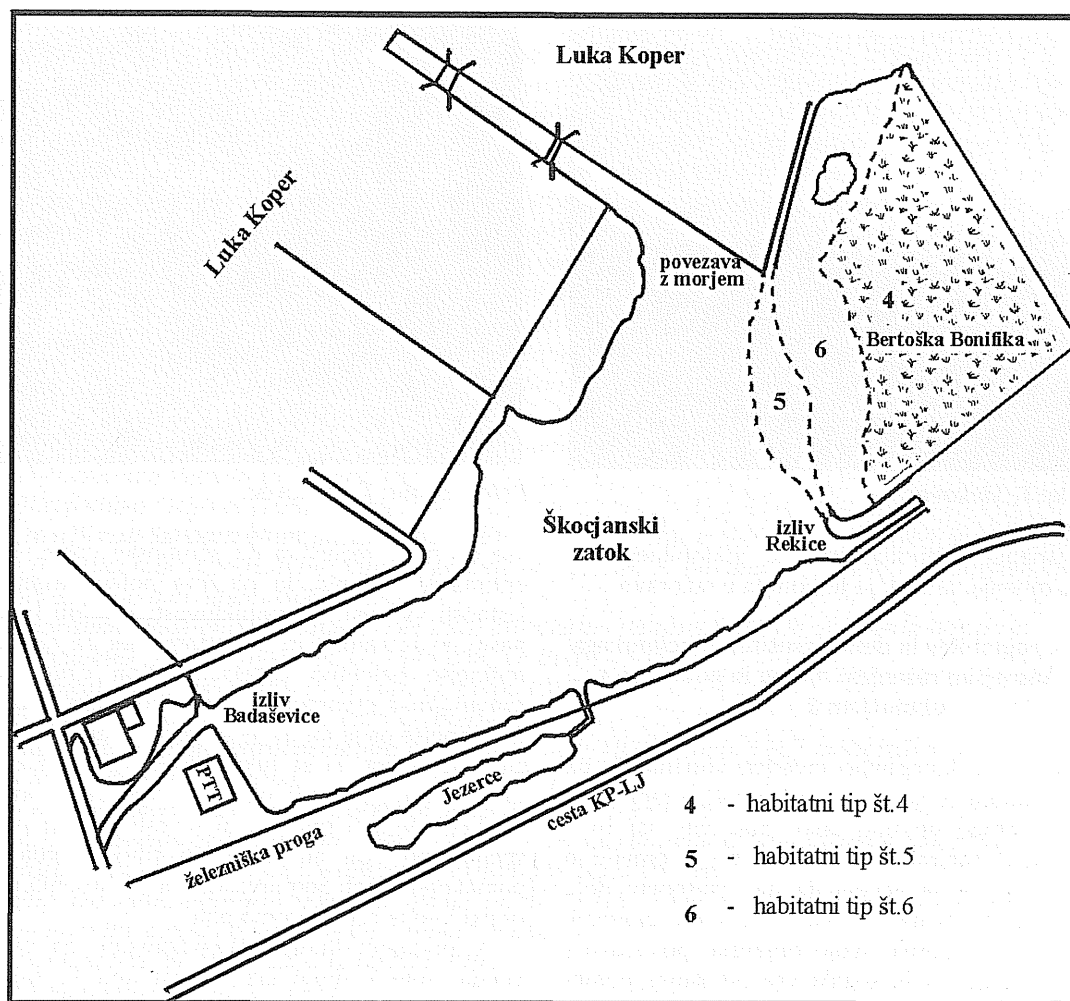 Luka Koper
Luka Koper
povezava
z morjem
4
Bertoška Bonifika
6
5
Škocjanski
zatok
izliv
Rekice
izliv
Badaševice
PTT
Jezerce
železniška proga
cesta KP-LJ
4 - habitatni tip št.4
5 - habitatni tip št.5
6 - habitatni tip št.6